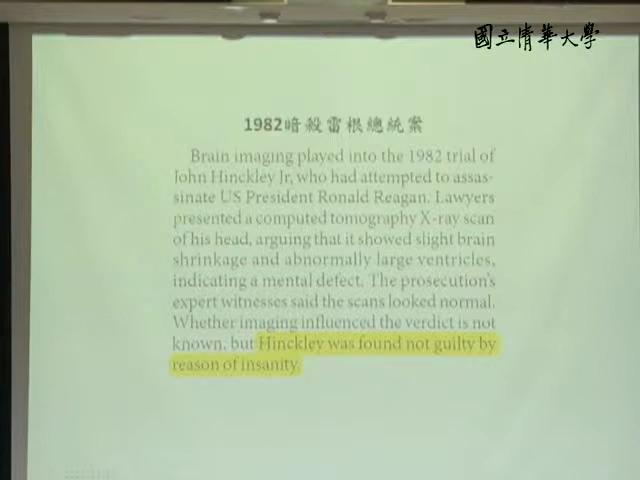 國立清華大學
1982暗殺雷根總統案
Brain imaging played into the 1982 trial of
John Hinckley Jr, who had attempted to assas-
sinate US President Ronald Reagan. Lawyers
presented a computed tomography X-ray scan
of his head, arguing that it showed slight brain
shrinkage and abnormally large ventricles,
indicating a mental defect. The prosecution's
expert witnesses said the scans looked normal.
Whether imaging influenced the verdict is not
known, but Hinckley was found not guilty by
reason of insanity.